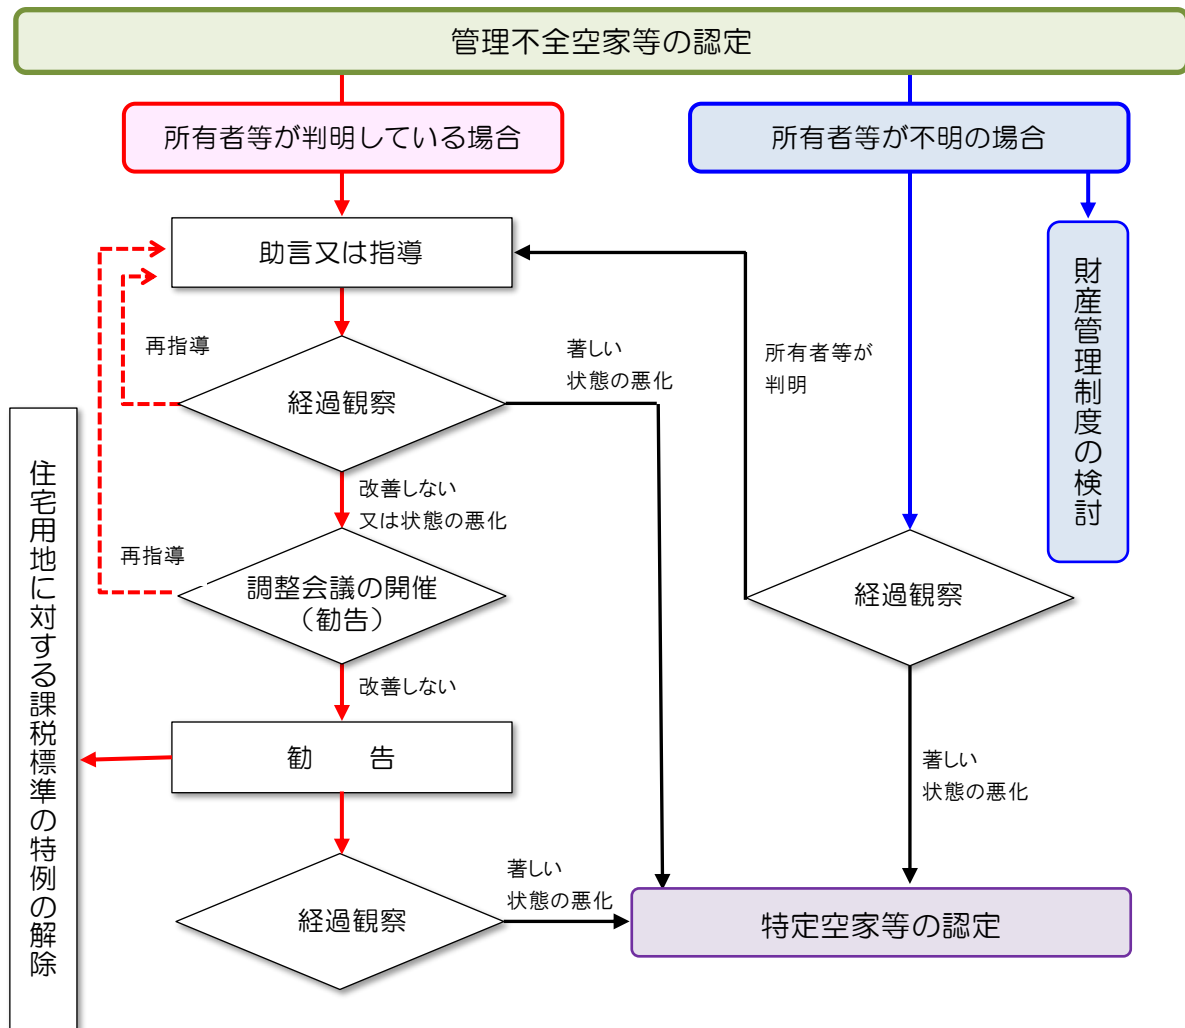 管理不全空家等の認定
所有者等が判明している場合
所有者等が不明の場合
助言又は指導
財産管理制度の検討
再指導
著しい
状態の悪化
所有者等が
判明
経過観察
住宅用地に対する課税標準の特例の解除
改善しない
又は状態の悪化
再指導
調整会議の開催
（勧告）
経過観察
改善しない
勧　　告
著しい
状態の悪化
著しい
状態の悪化
経過観察
特定空家等の認定